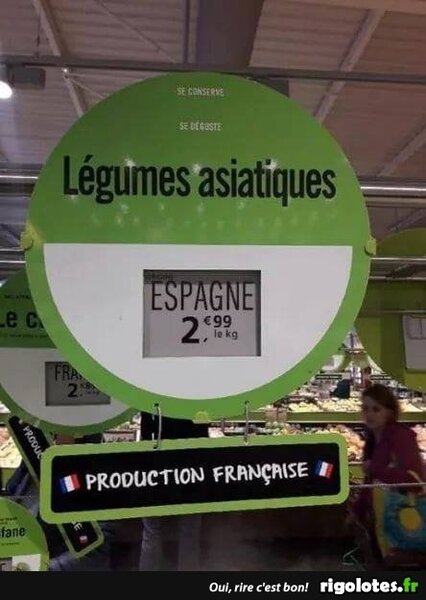 SE CONSERVE
SE DÉGUSTE
Légumes asiatiques
ESPAGNE
2,€99
le kg
Le c
FRA
2
PRODUCTION FRANÇAISE
fane
Oui, rire c'est bon! rigolotes.fr